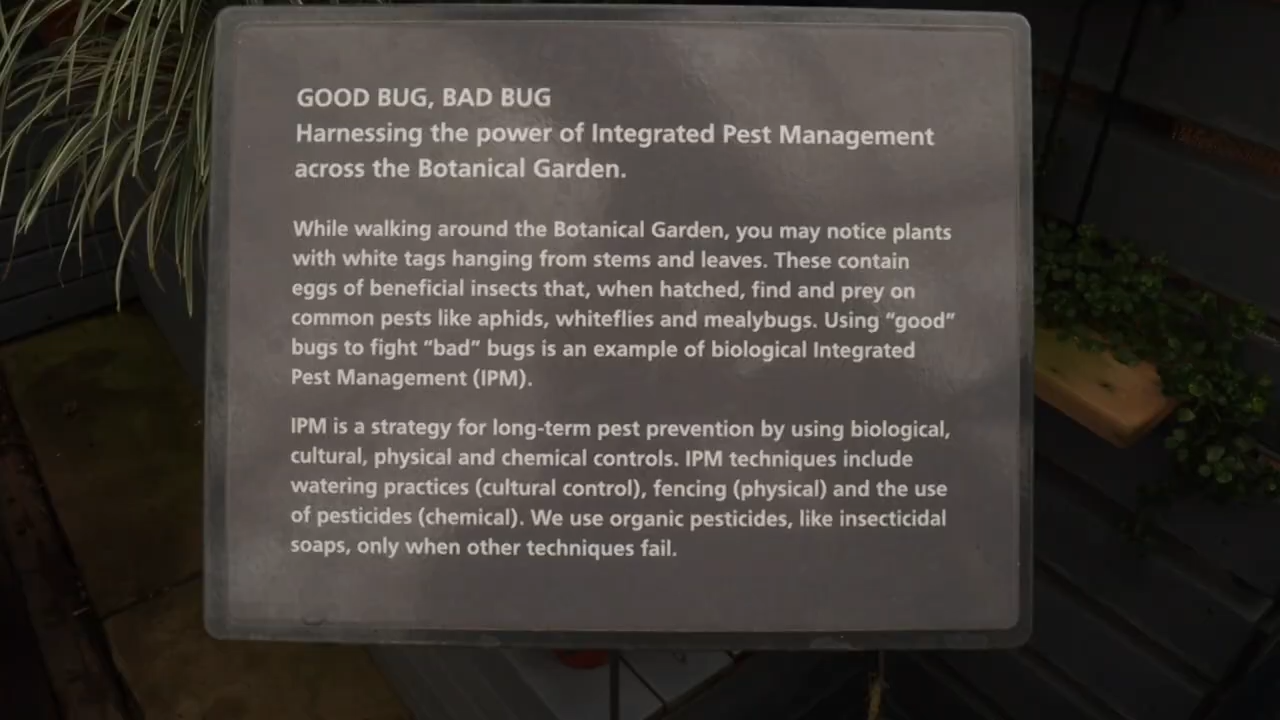 GOOD BUG, BAD BUG
Harnessing the power of Integrated Pest Management
across the Botanical Garden.
While walking around the Botanical Garden, you may notice plants
with white tags hanging from stems and leaves. These contain
eggs of beneficial insects that, when hatched, find and prey on
common pests like aphids, whiteflies and mealybugs. Using “good”
bugs to fight “bad” bugs is an example of biological Integrated
Pest Management (IPM).
IPM is a strategy for long-term pest prevention by using biological,
cultural, physical and chemical controls. IPM techniques include
watering practices (cultural control), fencing (physical) and the use
of pesticides (chemical). We use organic pesticides, like insecticidal
soaps, only when other techniques fail.